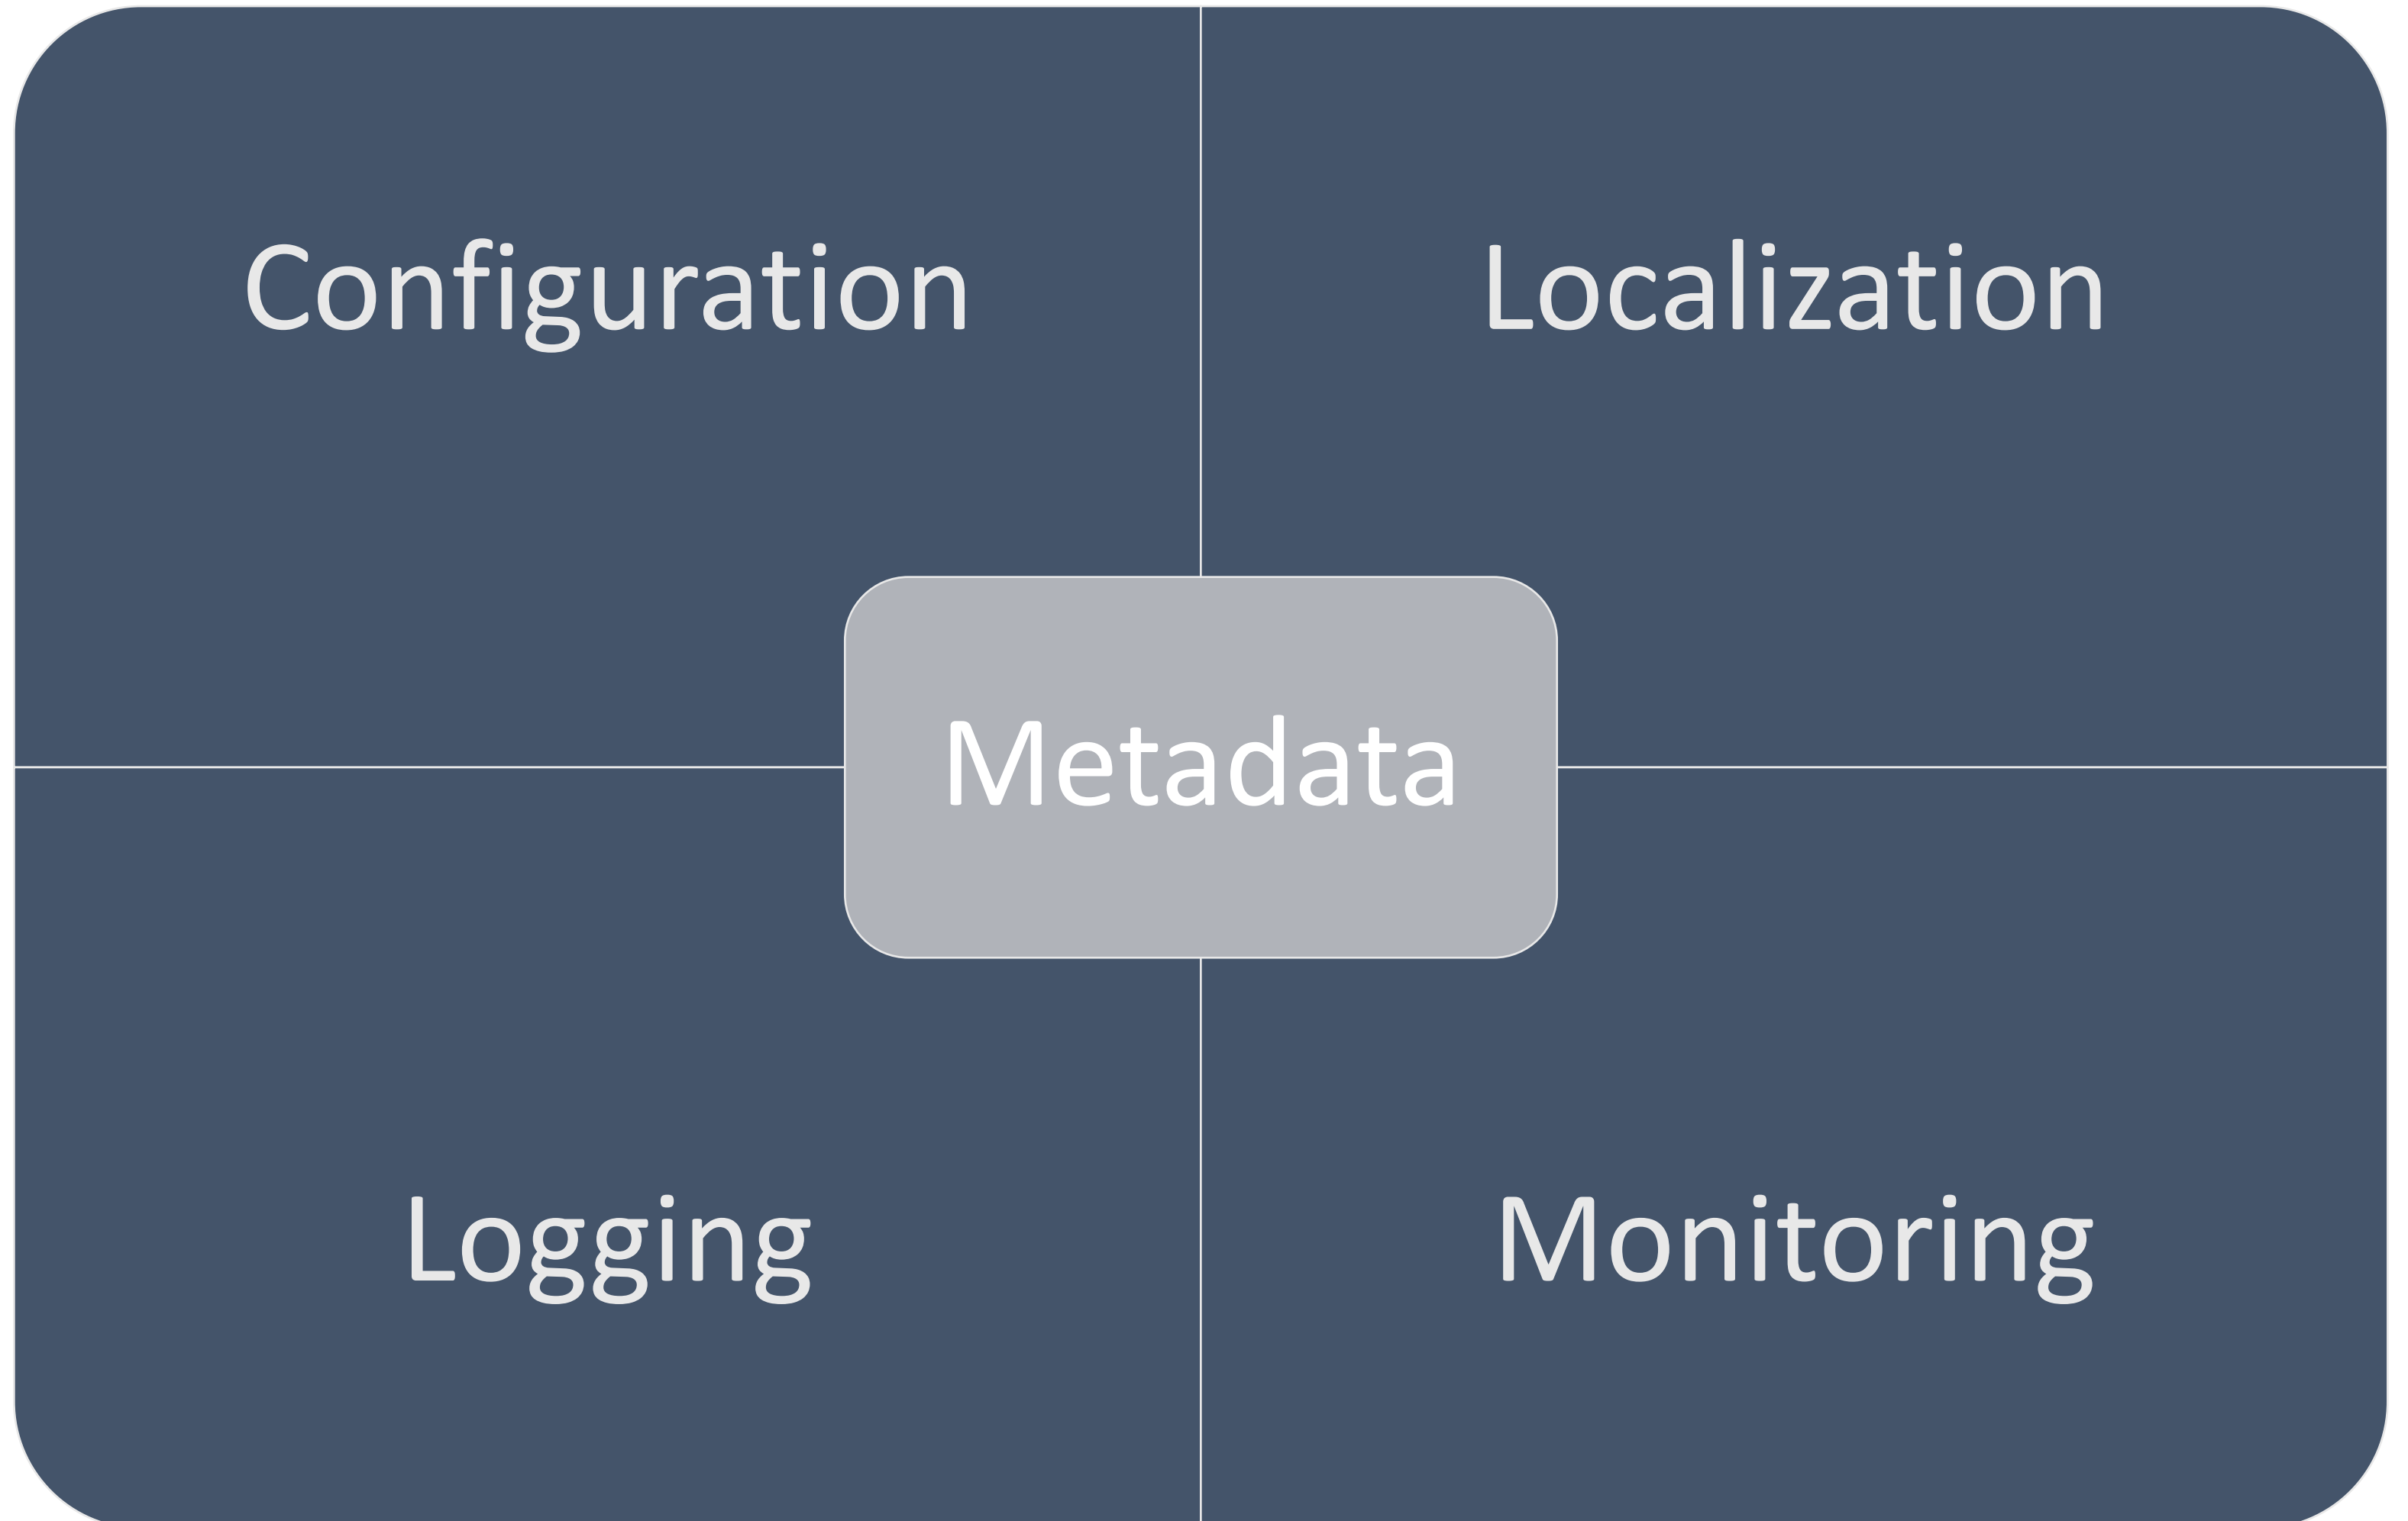 Configuration
Localization
Metadata
Logging
Monitoring